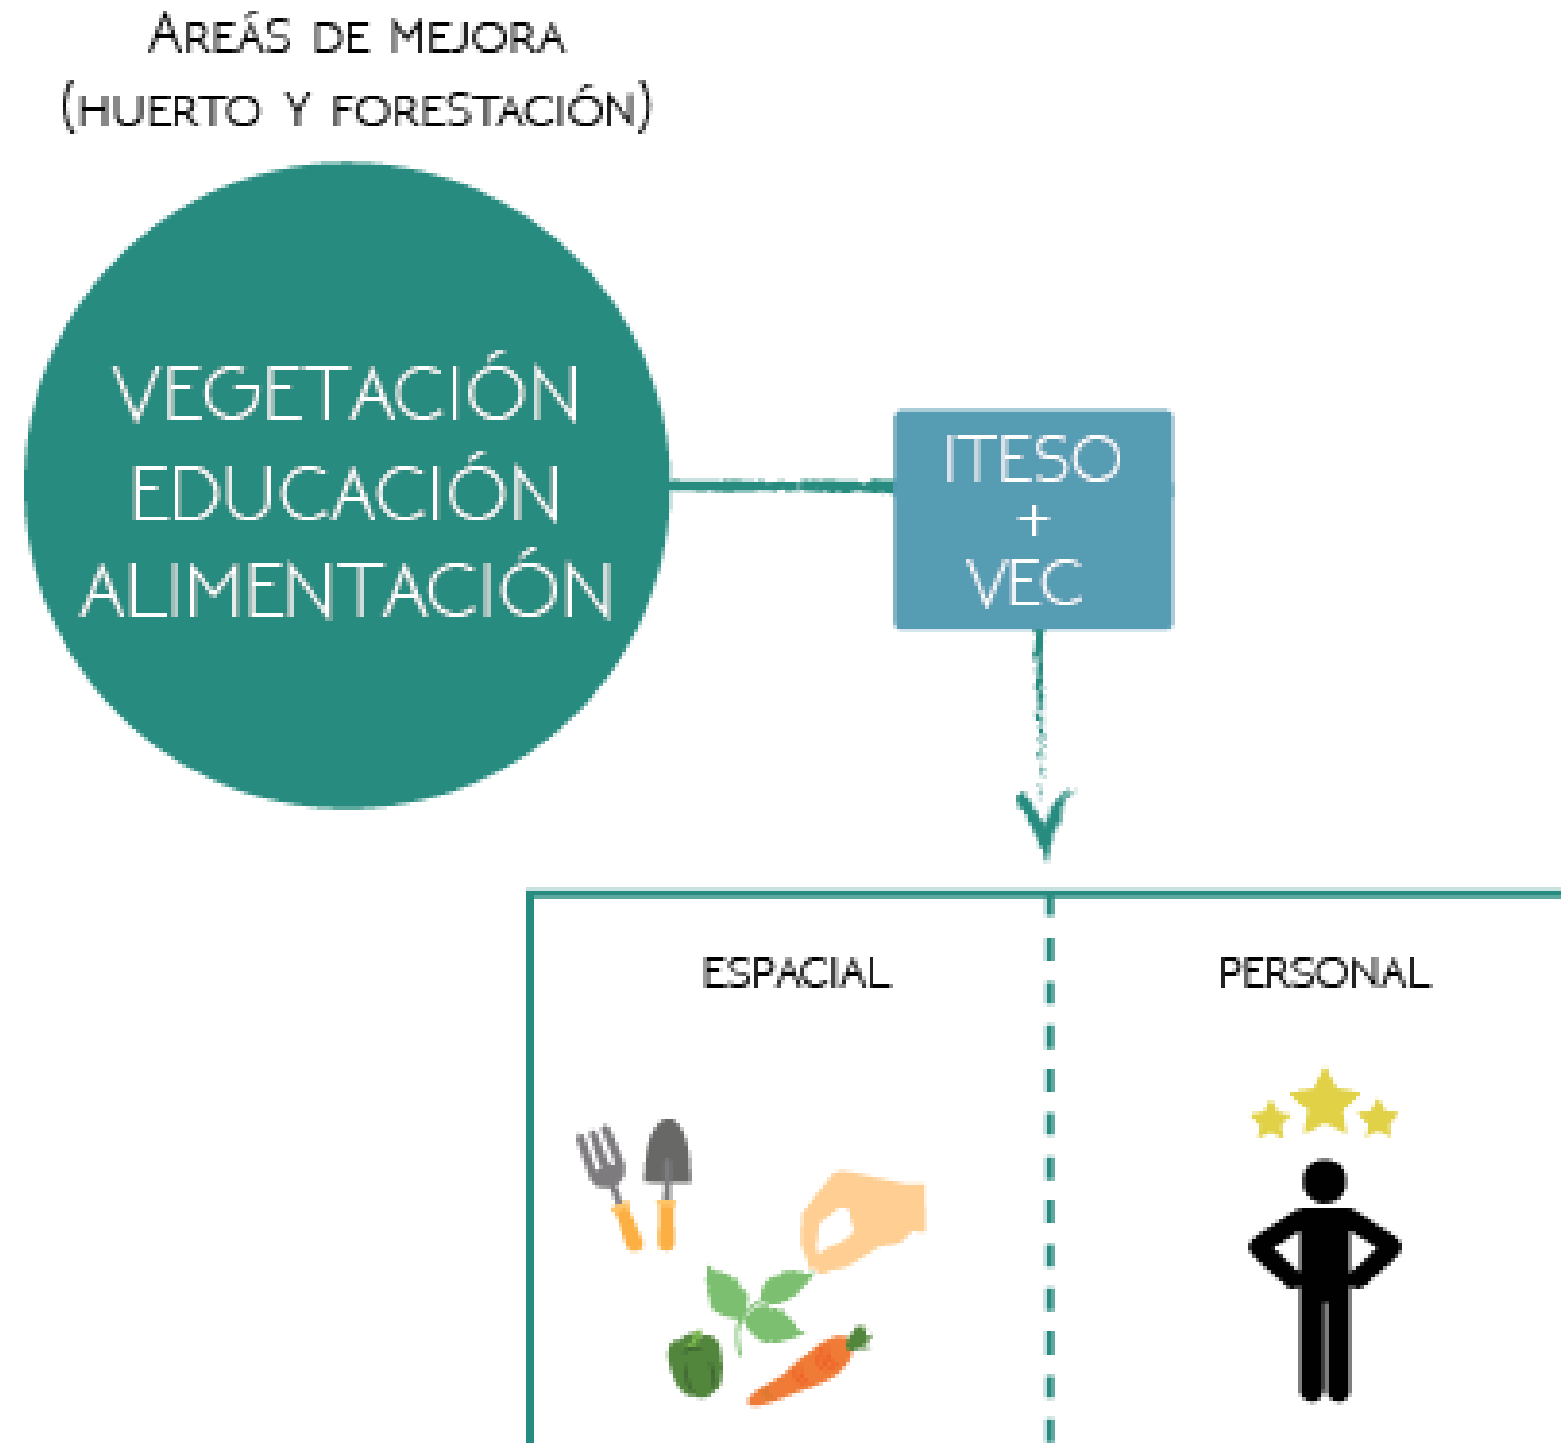 AREÁS DE MEJORA
(HUERTO Y FORESTACIÓN)
VEGETACIÓN
EDUCACIÓN
ALIMENTACIÓN
ITESO
+
VEC
ESPACIAL
PERSONAL